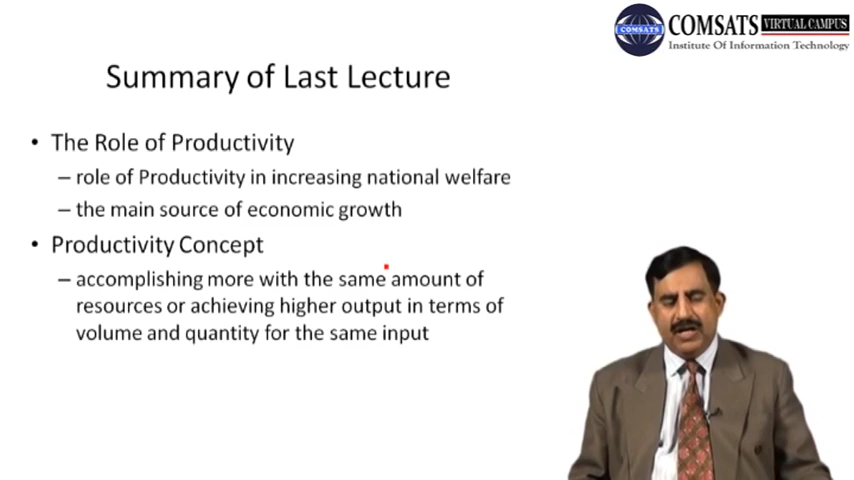 COMSATS VIRTUAL CAMPUS
COMSATS
Institute Of Information Technology
Summary of Last Lecture
• The Role of Productivity
– role of Productivity in increasing national welfare
– the main source of economic growth
• Productivity Concept
– accomplishing more with the same amount of
resources or achieving higher output in terms of
volume and quantity for the same input